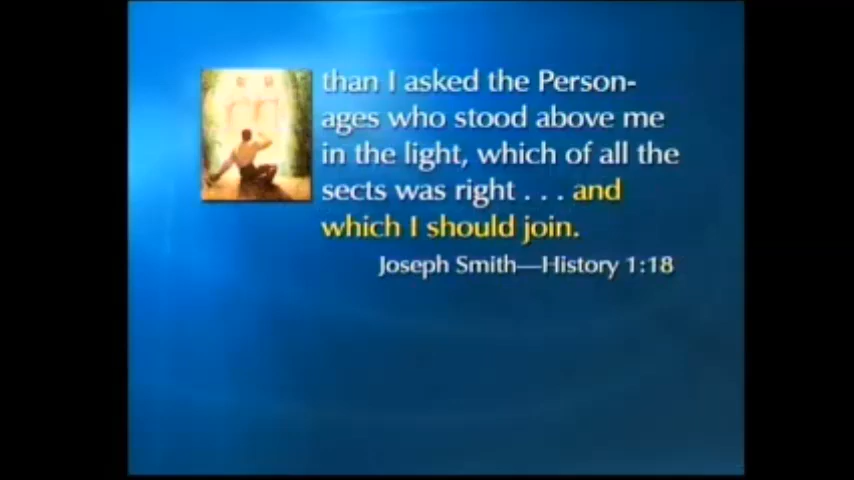 than I asked the Person-
ages who stood above me
in the light, which of all the
sects was right . . . and
which I should join.
Joseph Smith—History 1:18